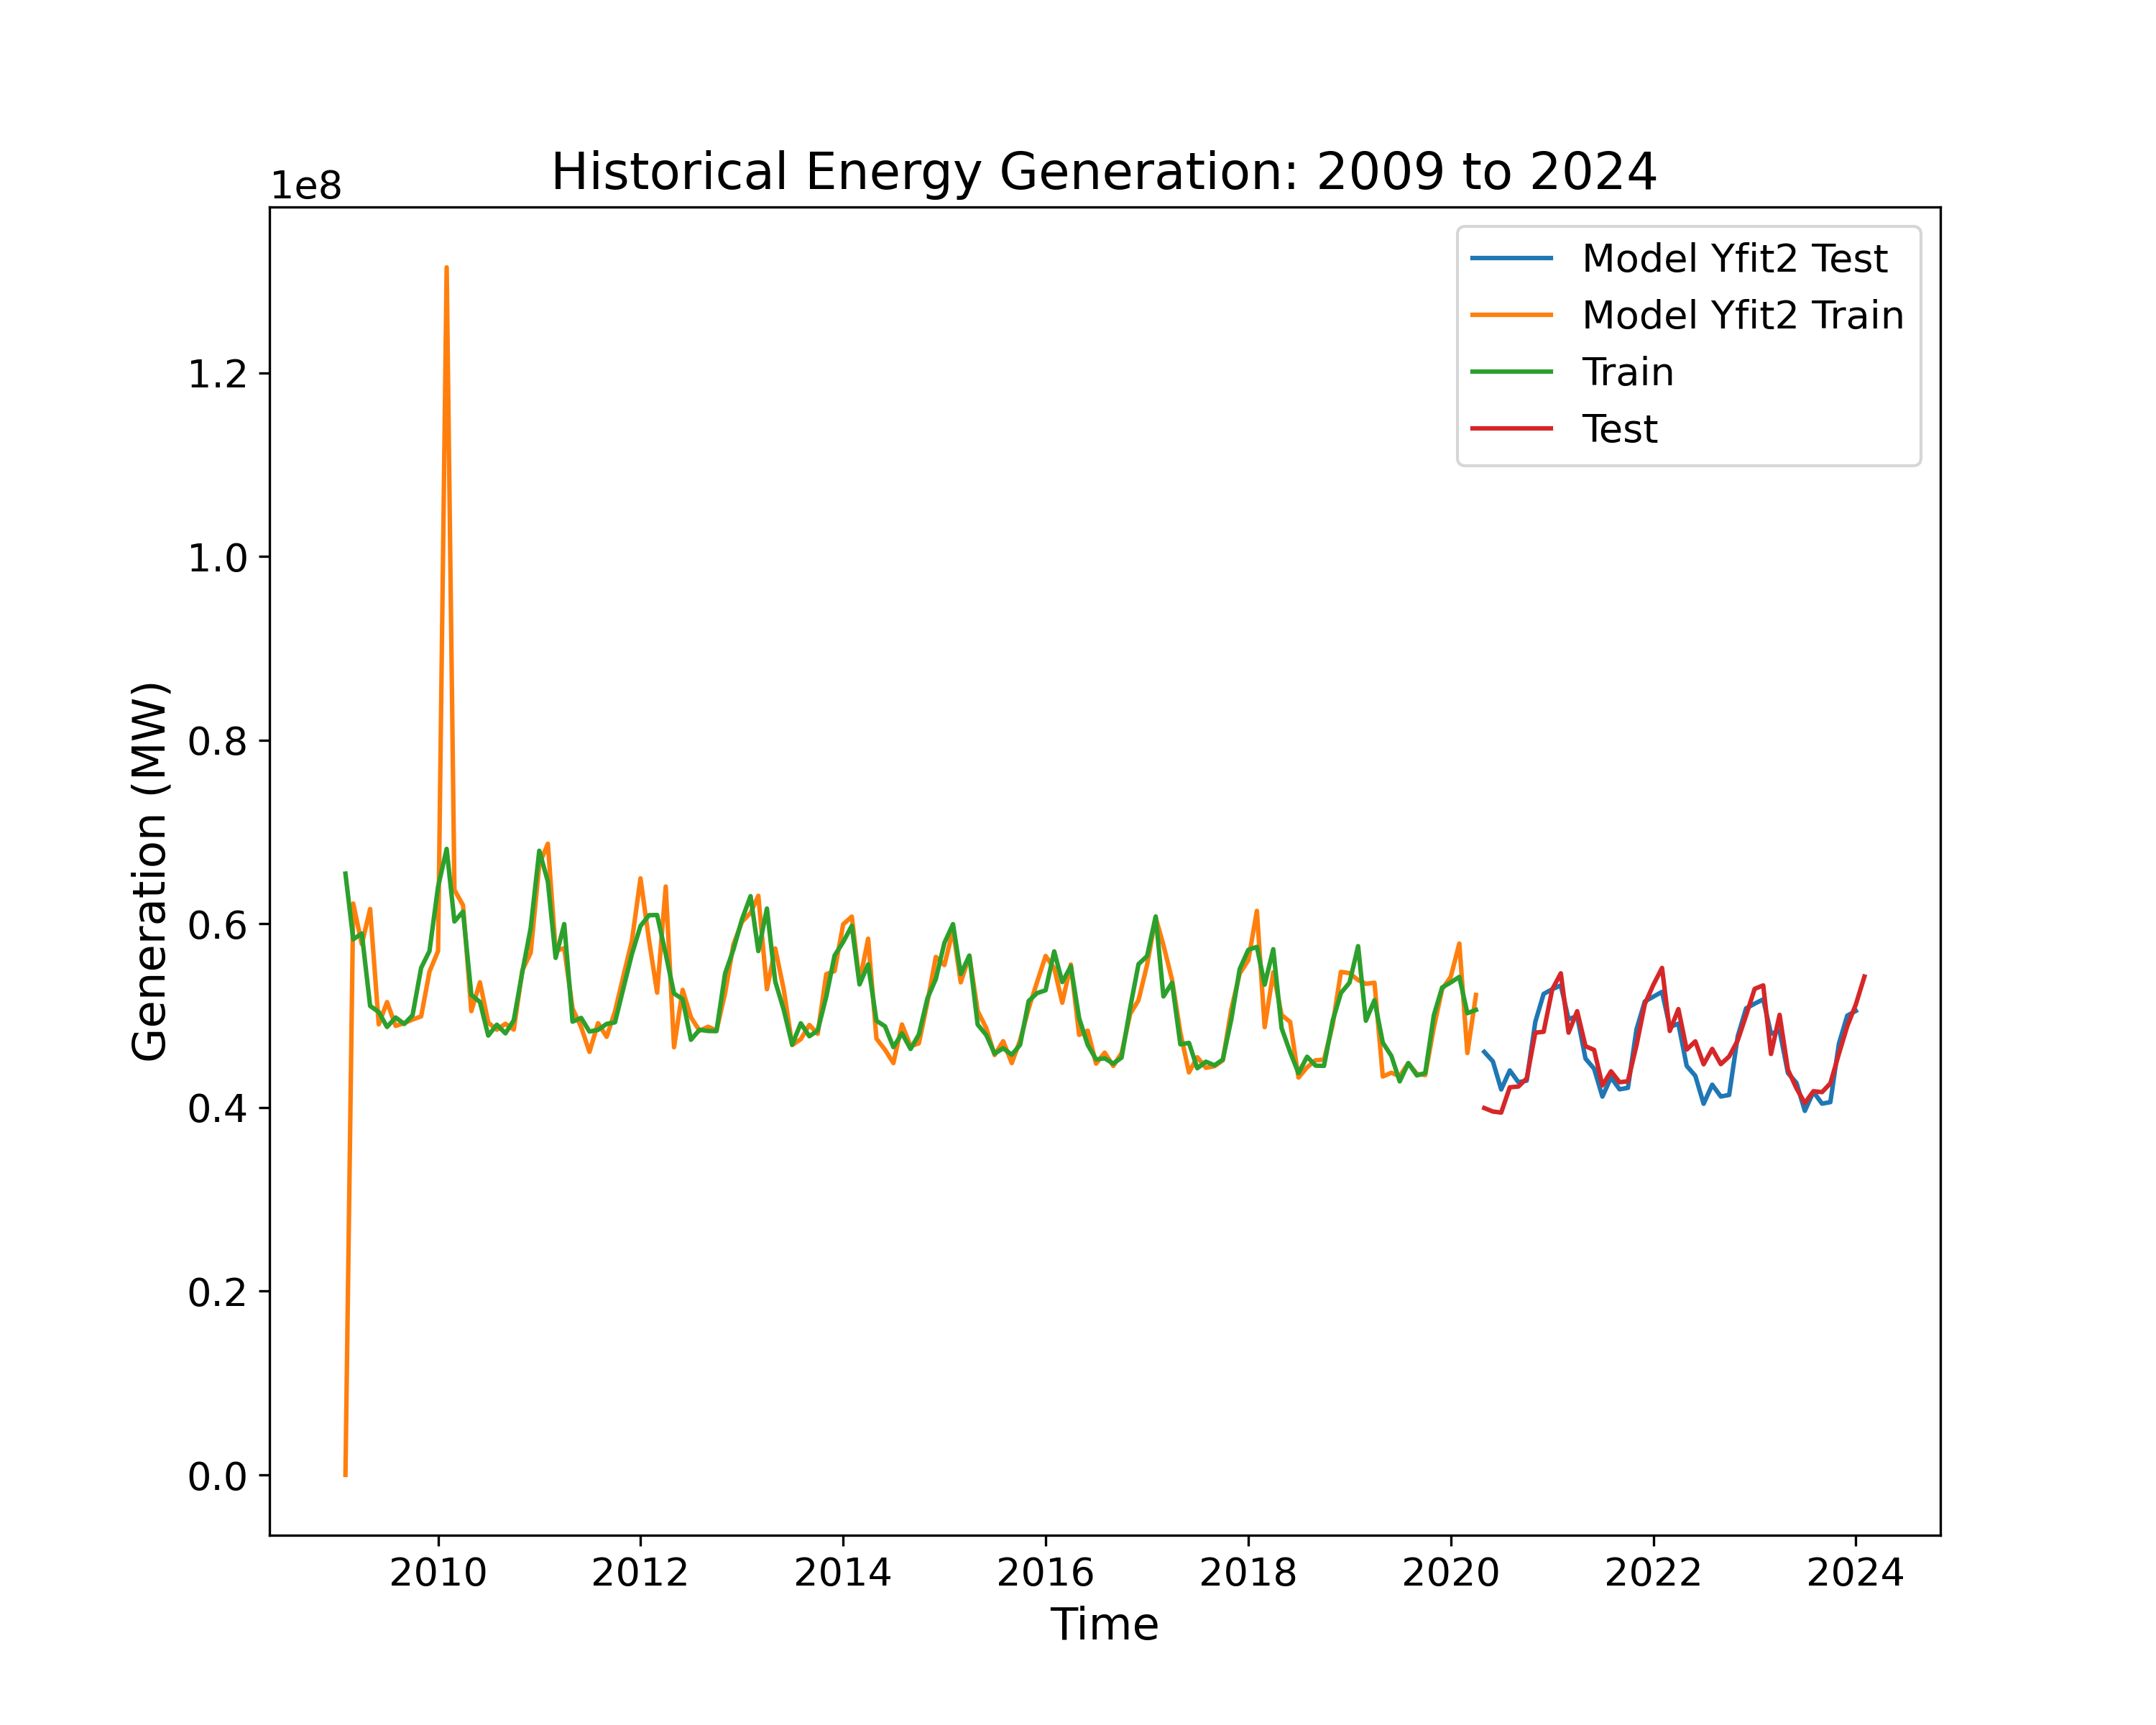 Historical Energy Generation: 2009 to 2024
1e8
Model Yfit2 Test
Model Yfit2 Train
Train
Test
1.2
1.0
0.8
0.6
0.4
0.2
0.0
Generation (MW)
2010 2012 2014 2016 2018 2020 2022 2024
Time